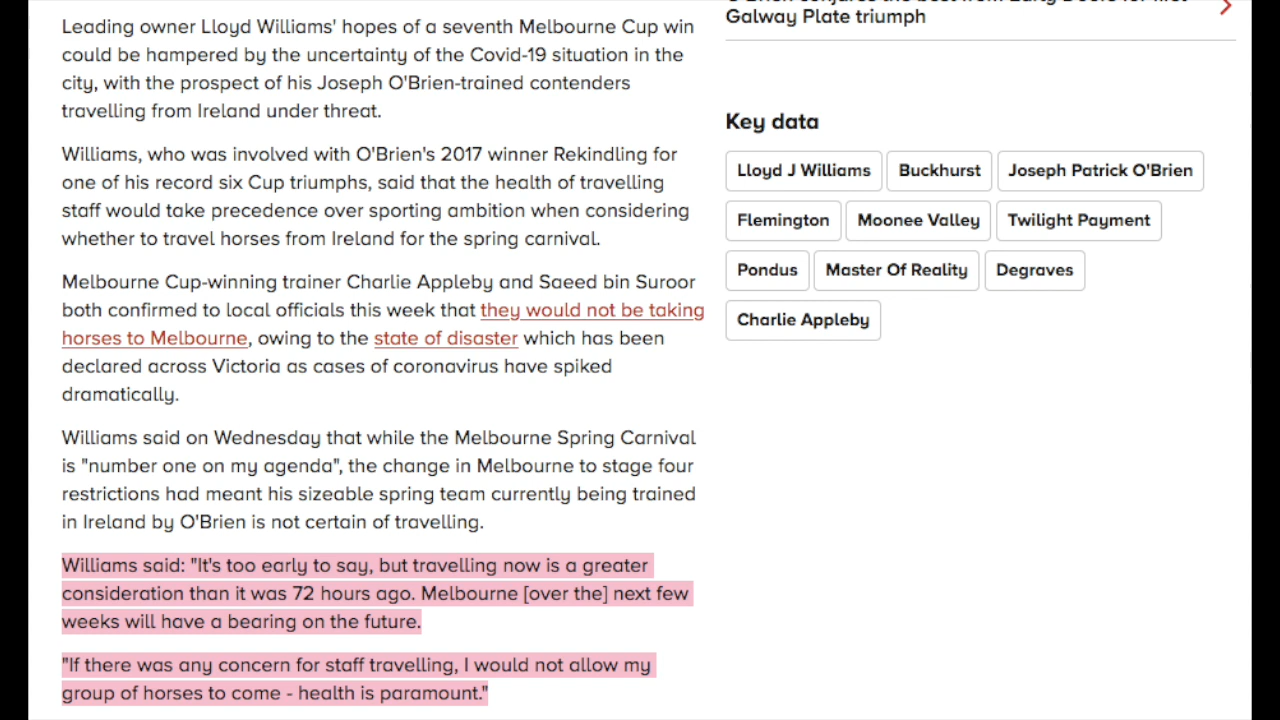 Leading owner Lloyd Williams' hopes of a seventh Melbourne Cup win
could be hampered by the uncertainty of the Covid-19 situation in the
city, with the prospect of his Joseph O'Brien-trained contenders
travelling from Ireland under threat.
Williams, who was involved with O'Brien's 2017 winner Rekindling for
one of his record six Cup triumphs, said that the health of travelling
staff would take precedence over sporting ambition when considering
whether to travel horses from Ireland for the spring carnival.
Melbourne Cup-winning trainer Charlie Appleby and Saeed bin Suroor
both confirmed to local officials this week that they would not be taking
horses to Melbourne, owing to the state of disaster which has been
declared across Victoria as cases of coronavirus have spiked
dramatically.
Williams said on Wednesday that while the Melbourne Spring Carnival
is "number one on my agenda", the change in Melbourne to stage four
restrictions had meant his sizeable spring team currently being trained
in Ireland by O'Brien is not certain of travelling.
Williams said: "It's too early to say, but travelling now is a greater
consideration than it was 72 hours ago. Melbourne [over the] next few
weeks will have a bearing on the future.
"If there was any concern for staff travelling, I would not allow my
group of horses to come - health is paramount."
Galway Plate triumph
Key data
Lloyd J Williams Buckhurst Joseph Patrick O'Brien
Flemington Moonee Valley Twilight Payment
Pondus Master Of Reality Degraves
Charlie Appleby